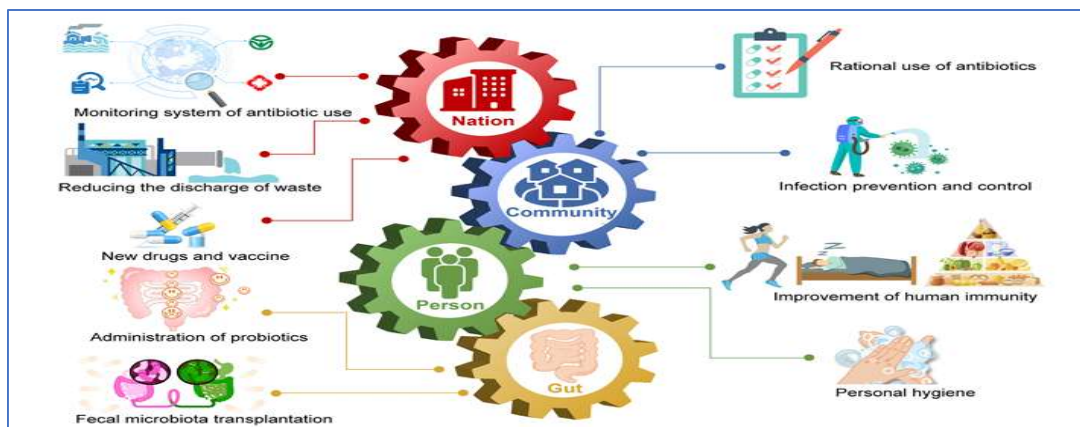 Monitoring system of antibiotic use
Reducing the discharge of waste
New drugs and vaccine
Administration of probiotics
Fecal microbiota transplantation
Nation
Community
Person
Gut
Rational use of antibiotics
Infection prevention and control
Z
Z
Improvement of human immunity
Personal hygiene